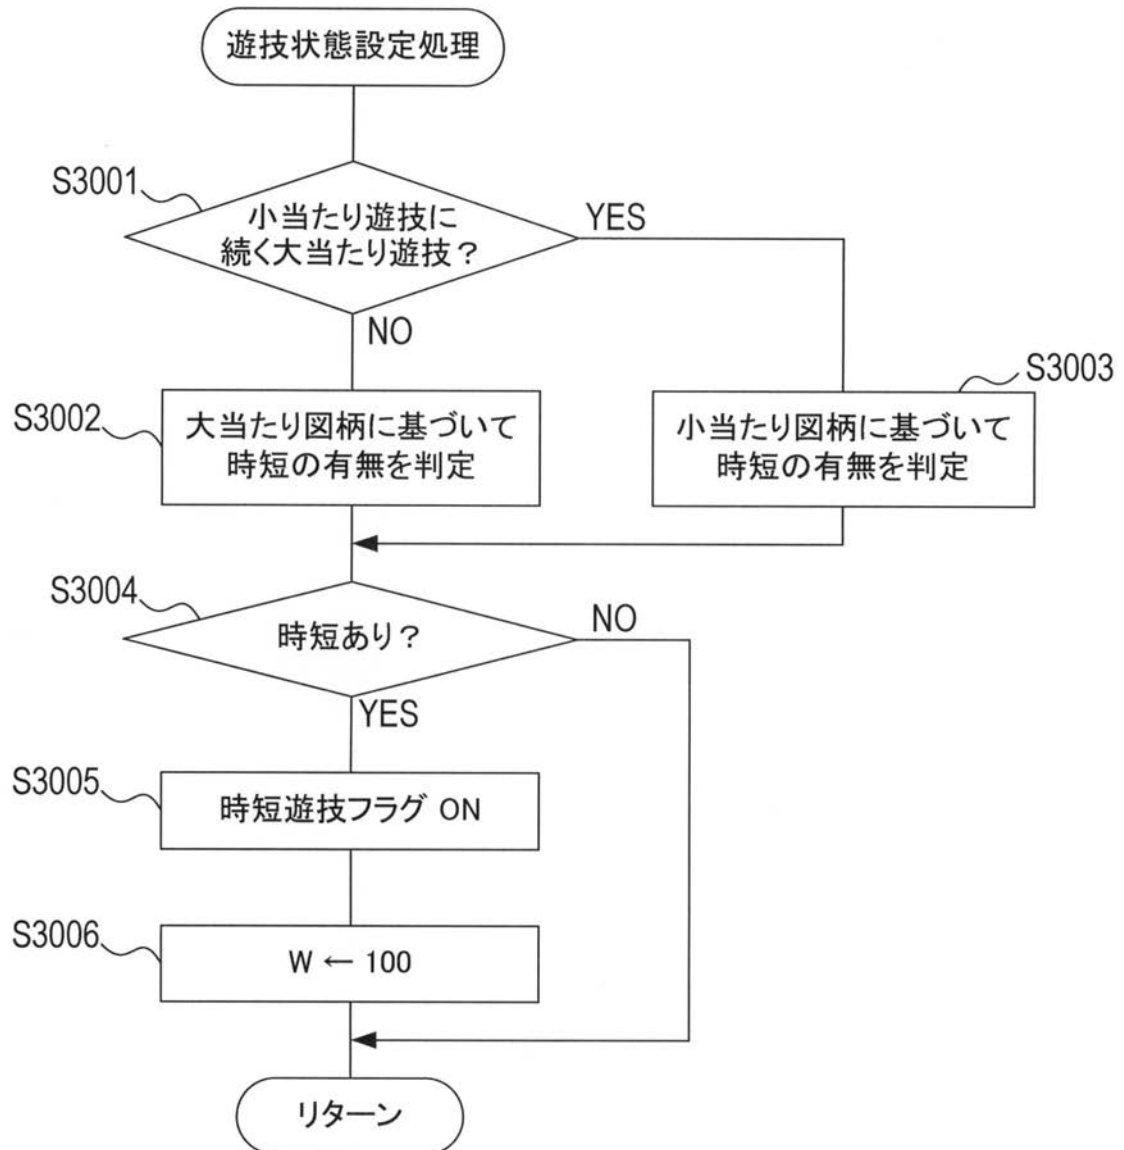 遊技状態設定処理
S3001
小当たり遊技に
続く大当たり遊技？
YES
NO
S3002
大当たり図柄に基づいて
時短の有無を判定
S3003
小当たり図柄に基づいて
時短の有無を判定
S3004
時短あり？
NO
YES
S3005
時短遊技フラグ ON
S3006
W ← 100
リターン